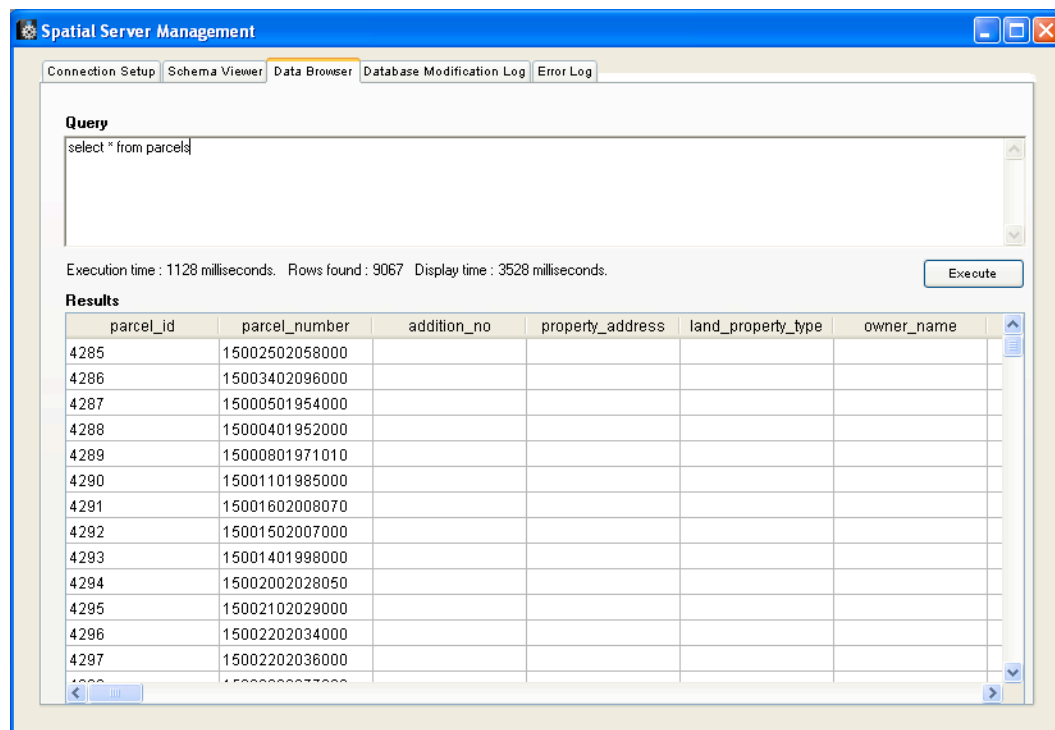 Spatial Server Management
Connection Setup Schema Viewer Data Browser Database Modification Log Error Log
Query
select * from parcels
Execution time : 1128 milliseconds. Rows found : 9067 Display time : 3528 milliseconds.
Execute
Results
parcel_id parcel_number addition_no property_address land_property_type owner_name
4285 15002502058000
4286 15003402096000
4287 15000501954000
4288 15000401952000
4289 15000801971010
4290 15001101985000
4291 15001602008070
4292 15001502007000
4293 15001401998000
4294 15002002028050
4295 15002102029000
4296 15002202034000
4297 15002202036000